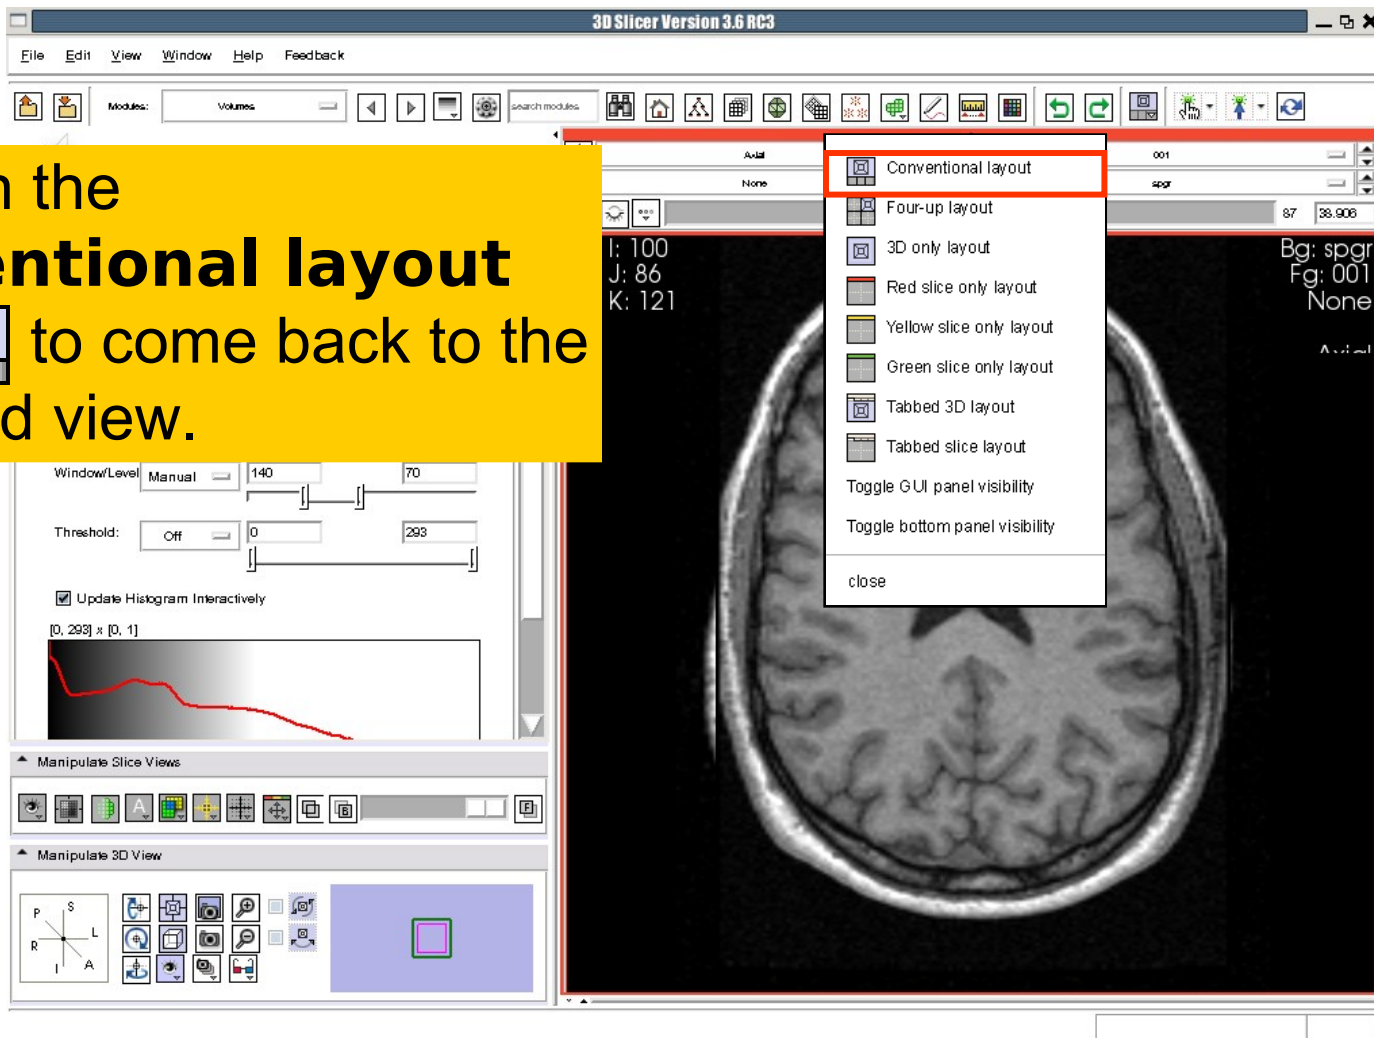 3D Slicer Version 3.6 RC3
File Edit View Window Help Feedback
Modules: Volumes search modules
Axial 001
None spgr
87 38.906
n the
entional layout
to come back to the
d view.
Conventional layout
Four-up layout
3D only layout
Red slice only layout
Yellow slice only layout
Green slice only layout
Tabbed 3D layout
Tabbed slice layout
Toggle GUI panel visibility
Toggle bottom panel visibility
close
I: 100
J: 86
K: 121
Bg: spgr
Fg: 001
None
Axial
Window/Level Manual 140 70
Threshold: Off 0 293
Update Histogram Interactively
[0, 293] x [0, 1]
Manipulate Slice Views
A B F
Manipulate 3D View
P S
R L
I A